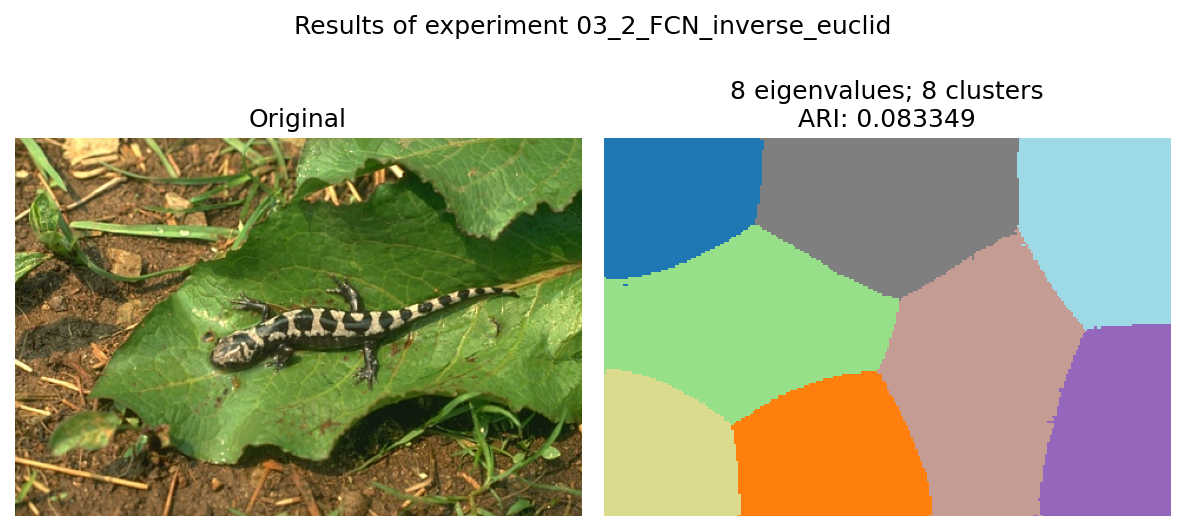 Results of experiment 03_2_FCN_inverse_euclid
Original
8 eigenvalues; 8 clusters
ARI: 0.083349